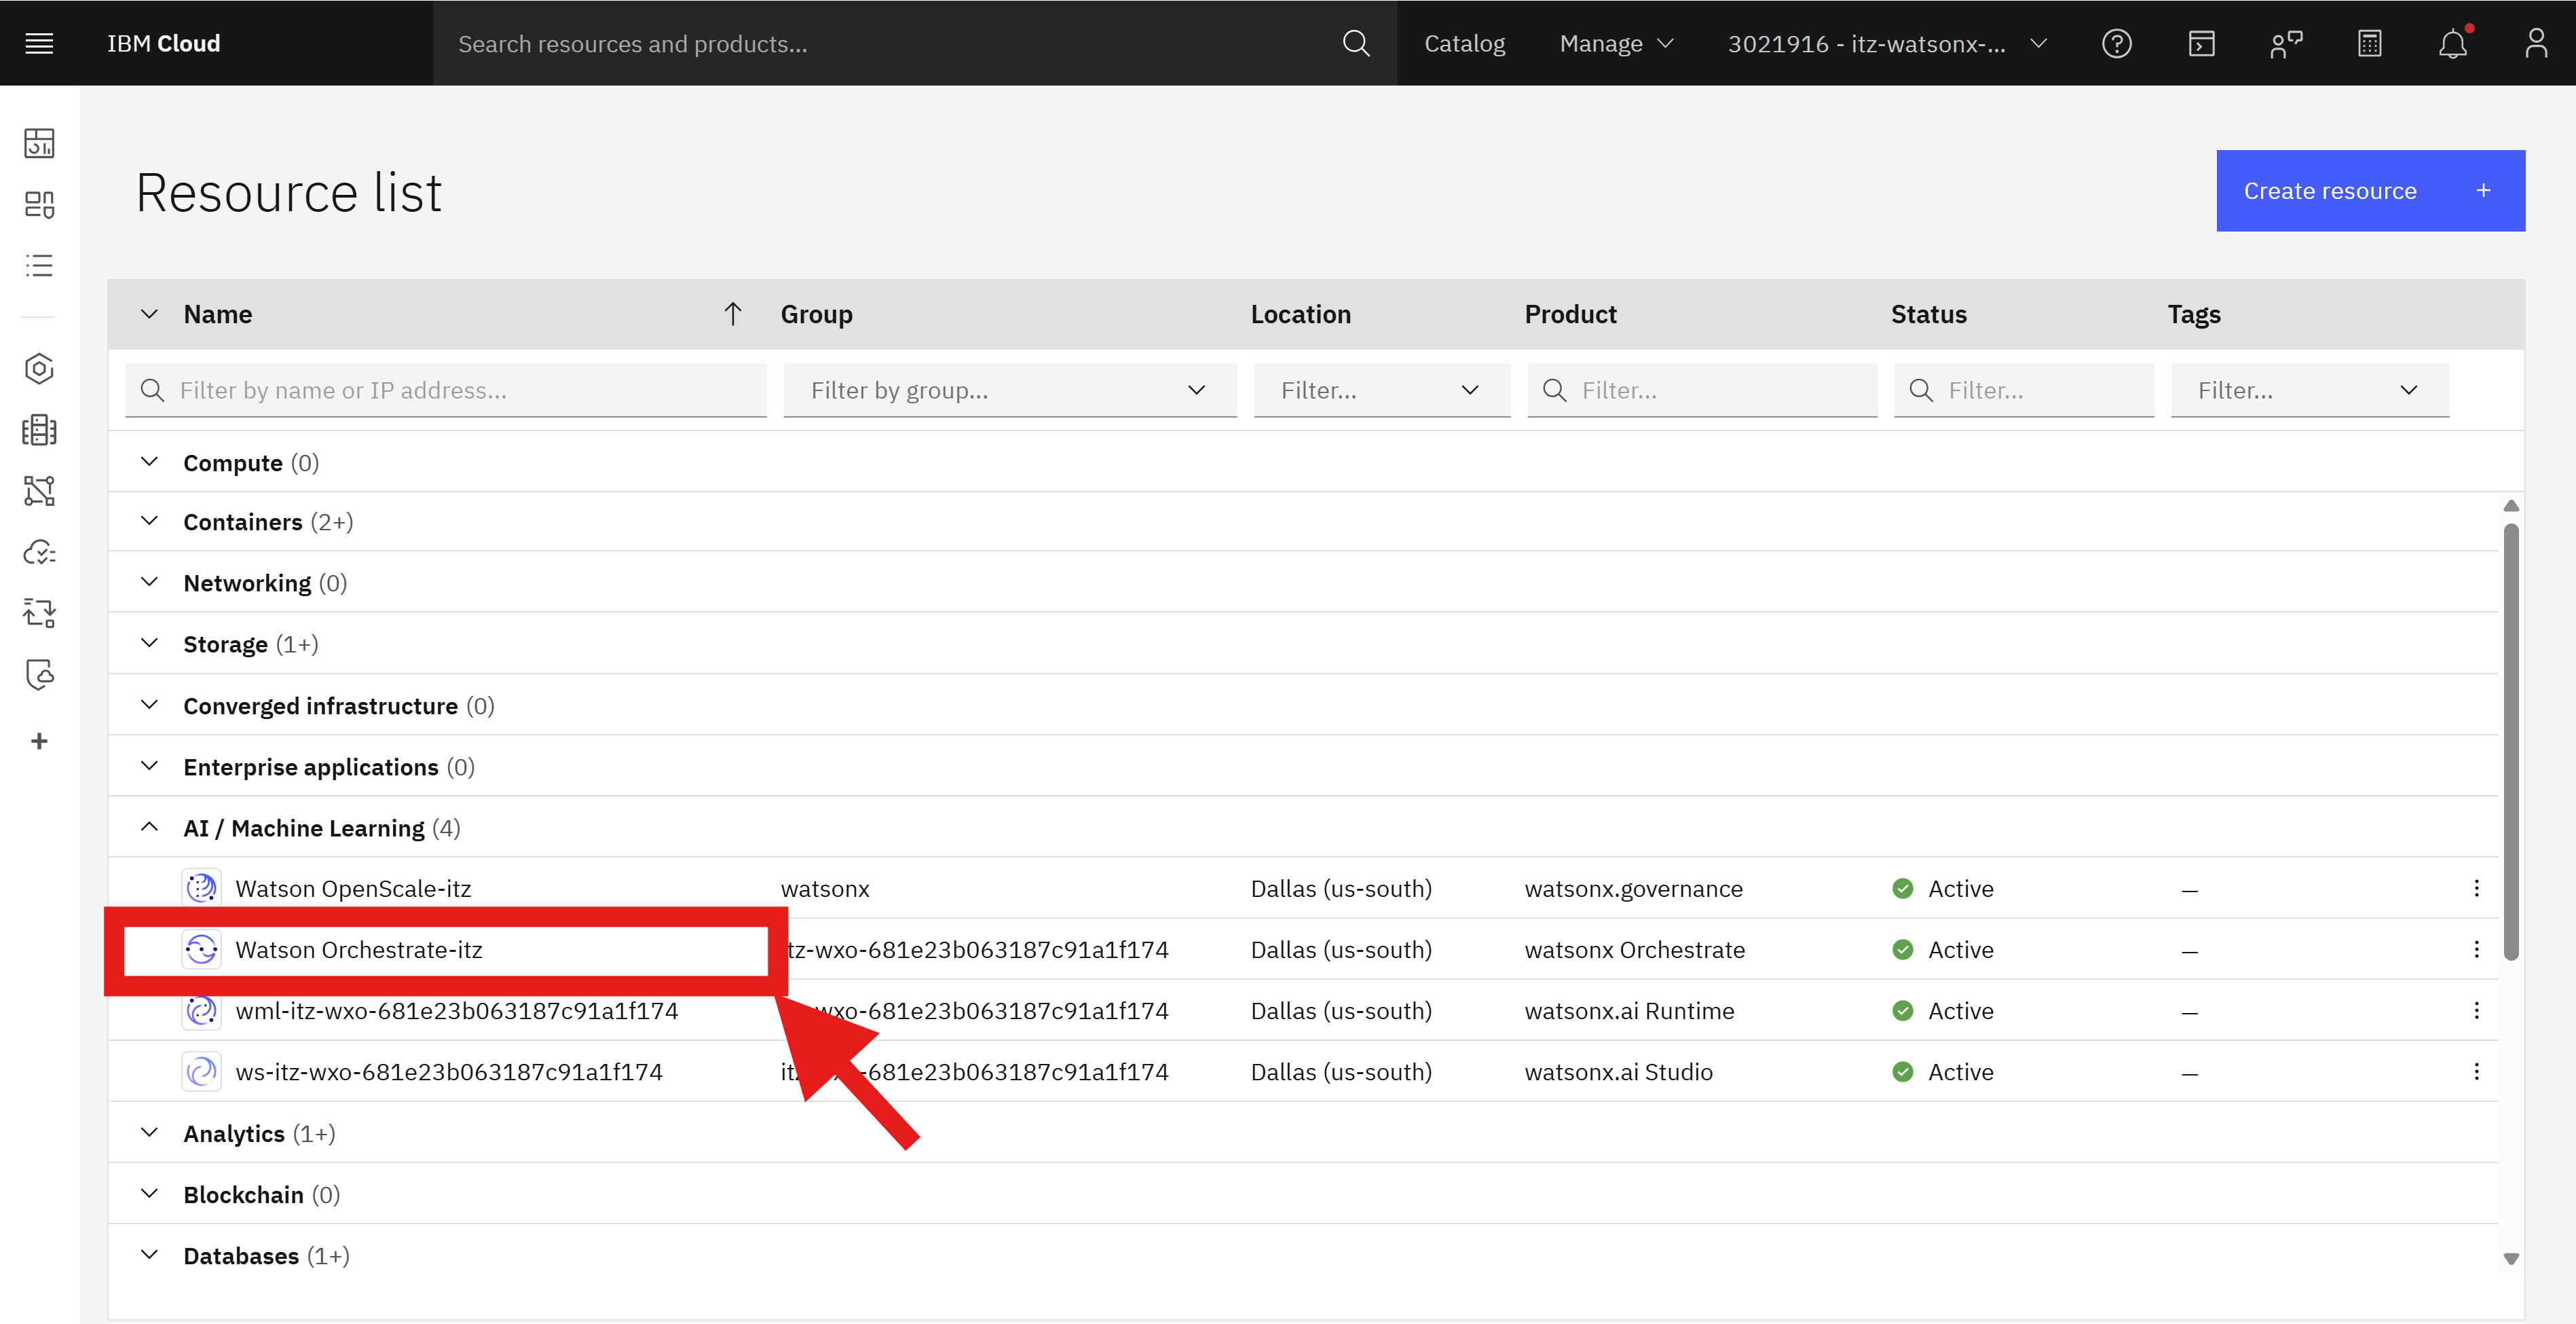 IBM Cloud
Search resources and products...
Catalog
Manage
3021916 - itz-watsonx-...
Resource list
Create resource +
Name Group Location Product Status Tags
Filter by name or IP address... Filter by group... Filter... Filter... Filter... Filter...
Compute (0)
Containers (2+)
Networking (0)
Storage (1+)
Converged infrastructure (0)
Enterprise applications (0)
AI / Machine Learning (4)
Watson OpenScale-itz watsonx Dallas (us-south) watsonx.governance Active –
Watson Orchestrate-itz tz-wxo-681e23b063187c91a1f174 Dallas (us-south) watsonx Orchestrate Active –
wml-itz-wxo-681e23b063187c91a1f174 wxo-681e23b063187c91a1f174 Dallas (us-south) watsonx.ai Runtime Active –
ws-itz-wxo-681e23b063187c91a1f174 -681e23b063187c91a1f174 Dallas (us-south) watsonx.ai Studio Active –
Analytics (1+)
Blockchain (0)
Databases (1+)